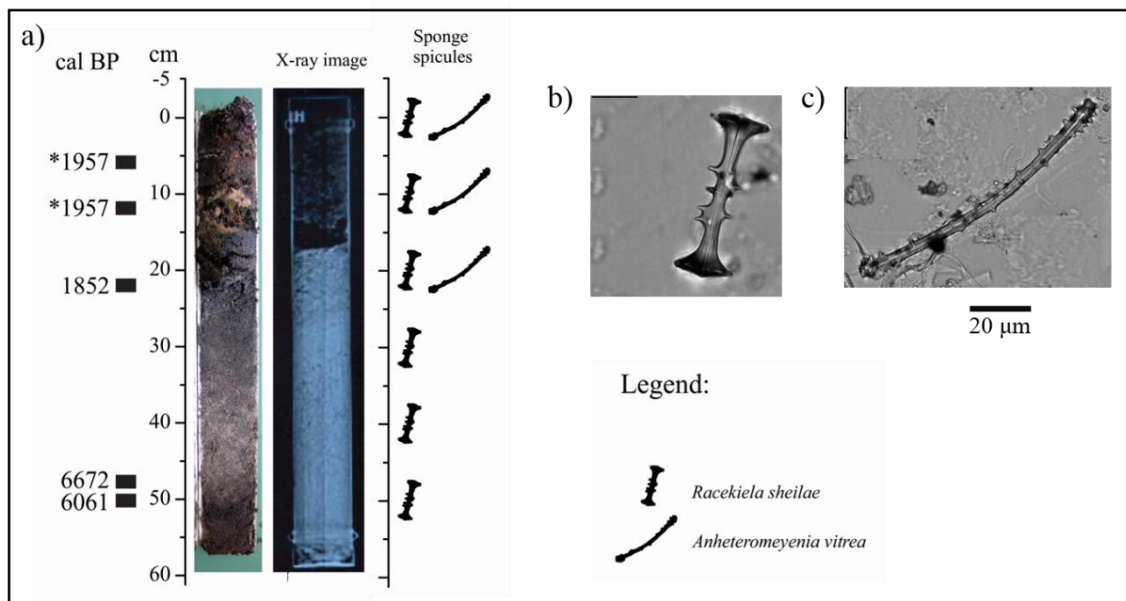 a)
cal BP
cm
X-ray image
Sponge
spicules
-5
0
*1957
10
*1957
20
1852
30
40
6672
50
6061
60
b)
c)
20 µm
Legend:
Racekiela sheilae
Anheteromeyenia vitrea